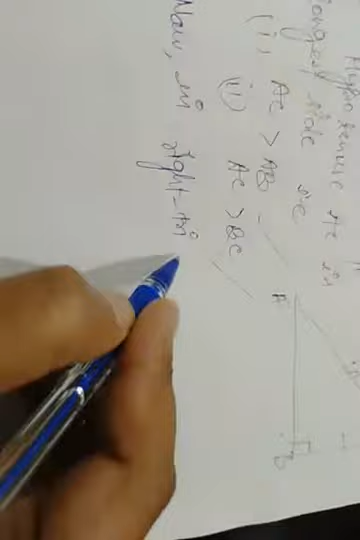 Hypotenuse AC is
longest side i.e
(i) AC > AB
(ii) AC > BC
Now, in right-tri
A
B